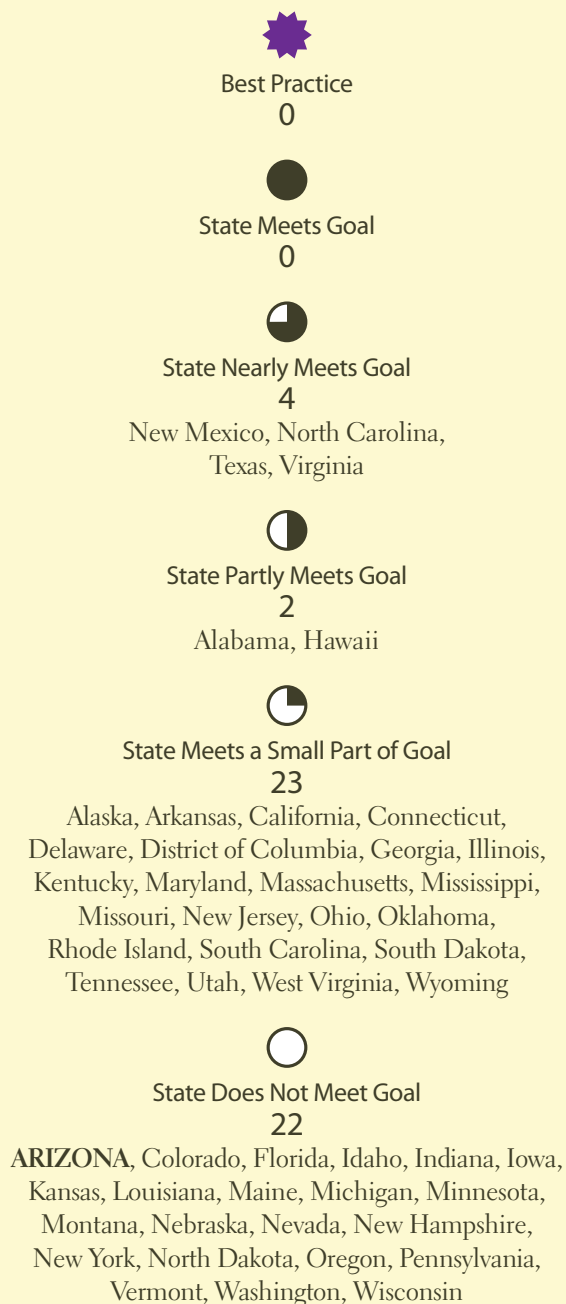 Best Practice
0
State Meets Goal
0
State Nearly Meets Goal
4
New Mexico, North Carolina,
Texas, Virginia
State Partly Meets Goal
2
Alabama, Hawaii
State Meets a Small Part of Goal
23
Alaska, Arkansas, California, Connecticut,
Delaware, District of Columbia, Georgia, Illinois,
Kentucky, Maryland, Massachusetts, Mississippi,
Missouri, New Jersey, Ohio, Oklahoma,
Rhode Island, South Carolina, South Dakota,
Tennessee, Utah, West Virginia, Wyoming
State Does Not Meet Goal
22
ARIZONA, Colorado, Florida, Idaho, Indiana, Iowa,
Kansas, Louisiana, Maine, Michigan, Minnesota,
Montana, Nebraska, Nevada, New Hampshire,
New York, North Dakota, Oregon, Pennsylvania,
Vermont, Washington, Wisconsin